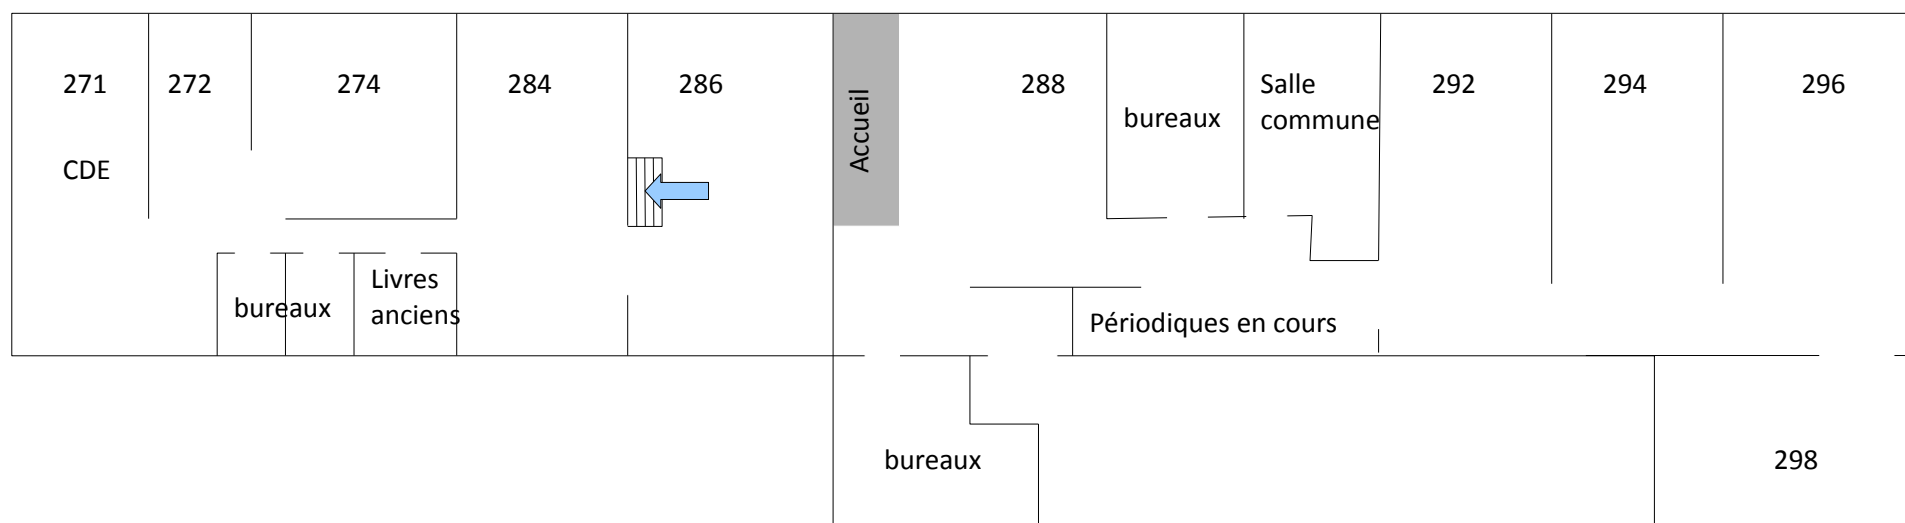 271
272
274
284
286
Accueil
288
bureaux
Salle
commune
292
294
296
CDE
bureaux
Livres
anciens
Périodiques en cours
bureaux
298